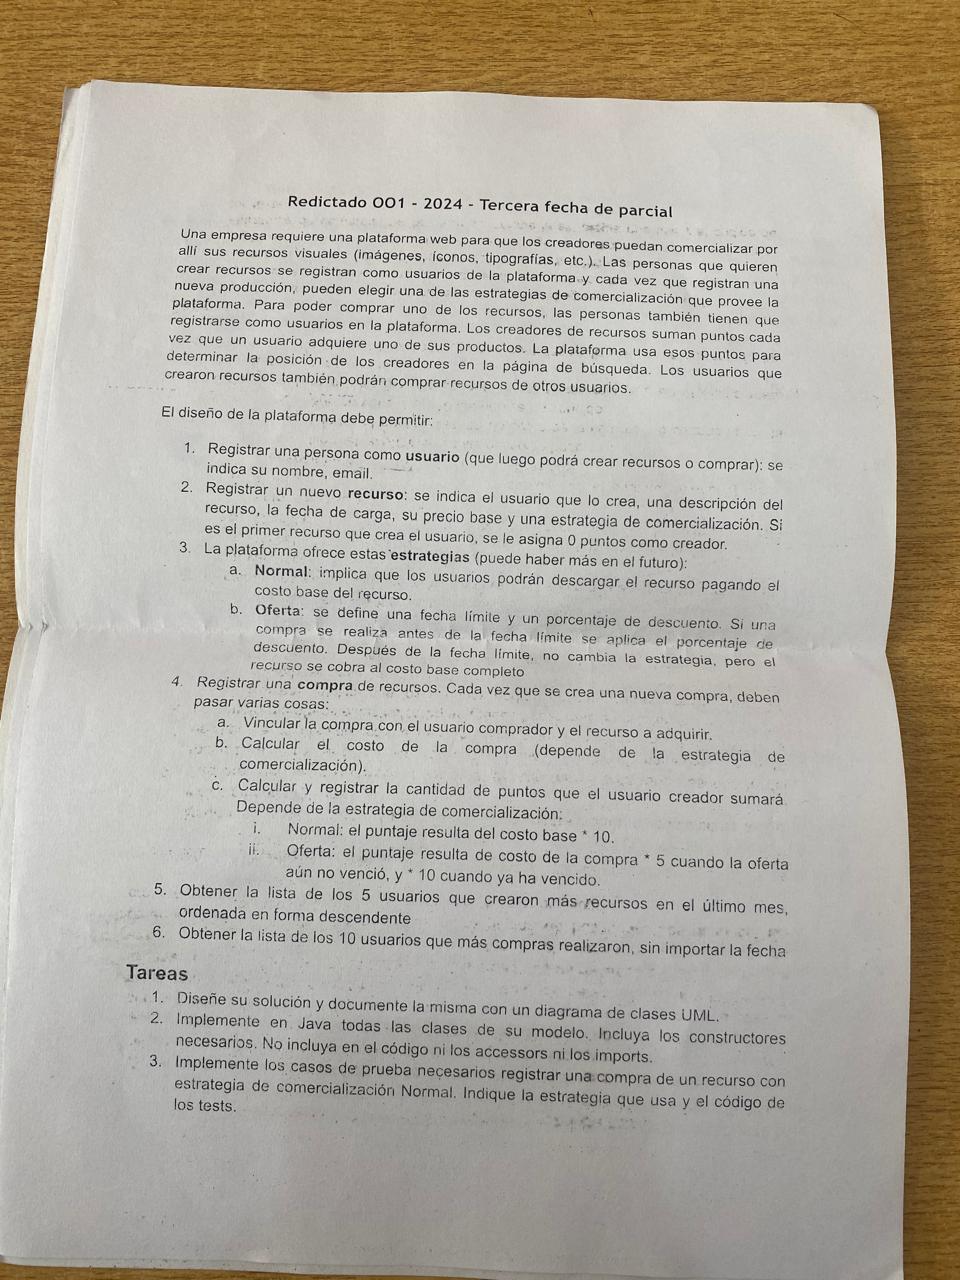 Redictado OO1 - 2024 - Tercera fecha de parcial
Una empresa requiere una plataforma web para que los creadores puedan comercializar por
allí sus recursos visuales (imágenes, íconos, tipografías, etc.). Las personas que quieren
crear recursos se registran como usuarios de la plataforma y cada vez que registran una
nueva producción, pueden elegir una de las estrategias de comercialización que provee la
plataforma. Para poder comprar uno de los recursos, las personas también tienen que
registrarse como usuarios en la plataforma. Los creadores de recursos suman puntos cada
vez que un usuario adquiere uno de sus productos. La plataforma usa esos puntos para
determinar la posición de los creadores en la página de búsqueda. Los usuarios que
crearon recursos también podrán comprar recursos de otros usuarios.
El diseño de la plataforma debe permitir:
1. Registrar una persona como usuario (que luego podrá crear recursos o comprar): se
indica su nombre, email.
2. Registrar un nuevo recurso: se indica el usuario que lo crea, una descripción del
recurso, la fecha de carga, su precio base y una estrategia de comercialización. Si
es el primer recurso que crea el usuario, se le asigna 0 puntos como creador.
3. La plataforma ofrece estas estrategias (puede haber más en el futuro):
a. Normal: implica que los usuarios podrán descargar el recurso pagando el
costo base del recurso.
b. Oferta: se define una fecha límite y un porcentaje de descuento. Si una
compra se realiza antes de la fecha límite se aplica el porcentaje de
descuento. Después de la fecha límite, no cambia la estrategia, pero el
recurso se cobra al costo base completo
4. Registrar una compra de recursos. Cada vez que se crea una nueva compra, deben
pasar varias cosas:
a. Vincular la compra con el usuario comprador y el recurso a adquirir.
b. Calcular el costo de la compra (depende de la estrategia de
comercialización).
c. Calcular y registrar la cantidad de puntos que el usuario creador sumará
Depende de la estrategia de comercialización:
i. Normal: el puntaje resulta del costo base * 10.
ii. Oferta: el puntaje resulta de costo de la compra * 5 cuando la oferta
aún no venció, y * 10 cuando ya ha vencido.
5. Obtener la lista de los 5 usuarios que crearon más recursos en el último mes,
ordenada en forma descendente
6. Obtener la lista de los 10 usuarios que más compras realizaron, sin importar la fecha
Tareas
1. Diseñe su solución y documente la misma con un diagrama de clases UML.
2. Implemente en Java todas las clases de su modelo. Incluya los constructores
necesarios. No incluya en el código ni los accessors ni los imports.
3. Implemente los casos de prueba necesarios registrar una compra de un recurso con
estrategia de comercialización Normal. Indique la estrategia que usa y el código de
los tests.